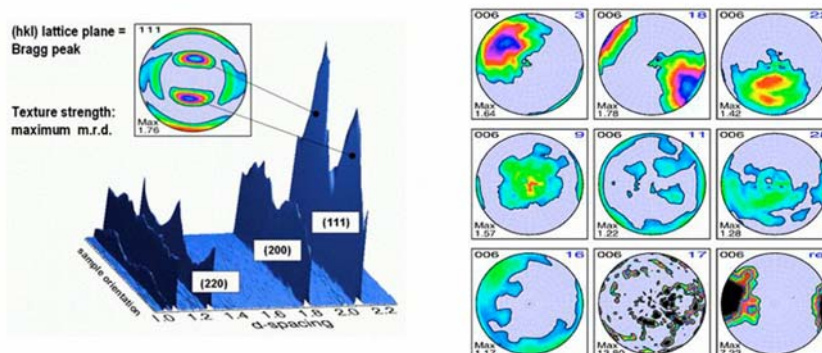 (hkl) lattice plane =
Bragg peak
Texture strength:
maximum m.r.d.
111
Max
1.76
(111)
(200)
(220)
sample orientation
1.0 1.2 1.4 1.6 1.8 2.0 2.2
d-spacing
006 3
Max
1.64
006 18
Max
1.78
006
Max
1.42
006 9
Max
1.57
006 11
Max
1.22
006
Max
1.28
006 16
Max
006 17
Max
006
Max